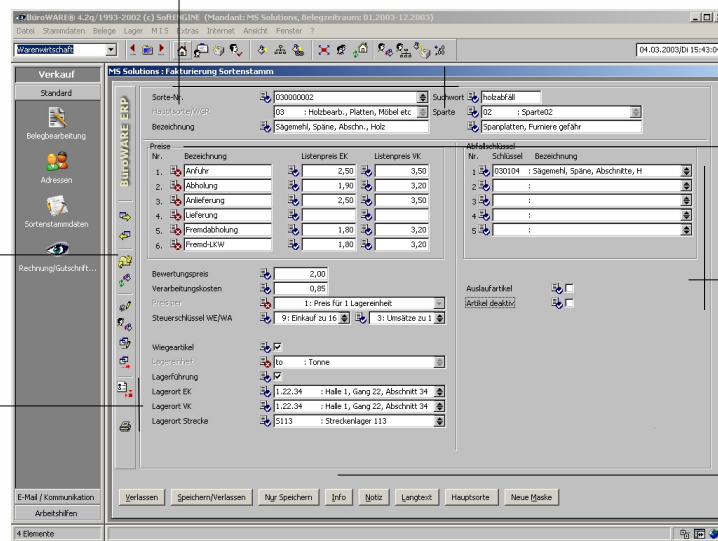 BüroWARE® 4.2q/1993-2002 (c) SoftENGINE (Mandant: MS Solutions, Belegzeitraum: 01.2003-12.2003)
Datei Stammdaten Belege Lager M I S Extras Internet Ansicht Fenster ?
Warenwirtschaft 04.03.2003/Di 15:43:04
Verkauf
MS Solutions : Fakturierung Sortenstamm
Standard
Belegbearbeitung
Adressen
Sortenstammdaten
Rechnung/Gutschrift...
E-Mail / Kommunikation
Arbeitshilfen
4 Elemente
BüroWARE ERP
Sorte-Nr. 030000002 Suchwort holzabfäll
Hauptsorte/WGR 03 : Holzbearb., Platten, Möbel etc Sparte 02 : Sparte02
Bezeichnung Sägemehl, Späne, Abschn., Holz Spanplatten, Furniere gefähr
Preise
Nr. Bezeichnung Listenpreis EK Listenpreis VK
1. Anfuhr 2,50 3,50
2. Abholung 1,90 3,20
3. Anlieferung 2,50 3,50
4. Lieferung
5. Fremdabholung 1,80 3,20
6. Fremd-LKW 1,80 3,20
Abfallschlüssel
Nr. Schlüssel Bezeichnung
1 030104 : Sägemehl, Späne, Abschnitte, H
2 :
3 :
4 :
5 :
Bewertungspreis 2,00
Verarbeitungskosten 0,85
Preis per 1: Preis für 1 Lagereinheit
Steuerschlüssel WE/WA 9: Einkauf zu 16 3: Umsätze zu 1
Auslaufartikel
Artikel deaktiv.
Wiegeartikel
Lagereinheit to : Tonne
Lagerführung
Lagerort EK 1.22.34 : Halle 1, Gang 22, Abschnitt 34
Lagerort VK 1.22.34 : Halle 1, Gang 22, Abschnitt 34
Lagerort Strecke S113 : Streckenlager 113
Verlassen Speichern/Verlassen Nur Speichern Info Notiz Langtext Hauptsorte Neue Maske